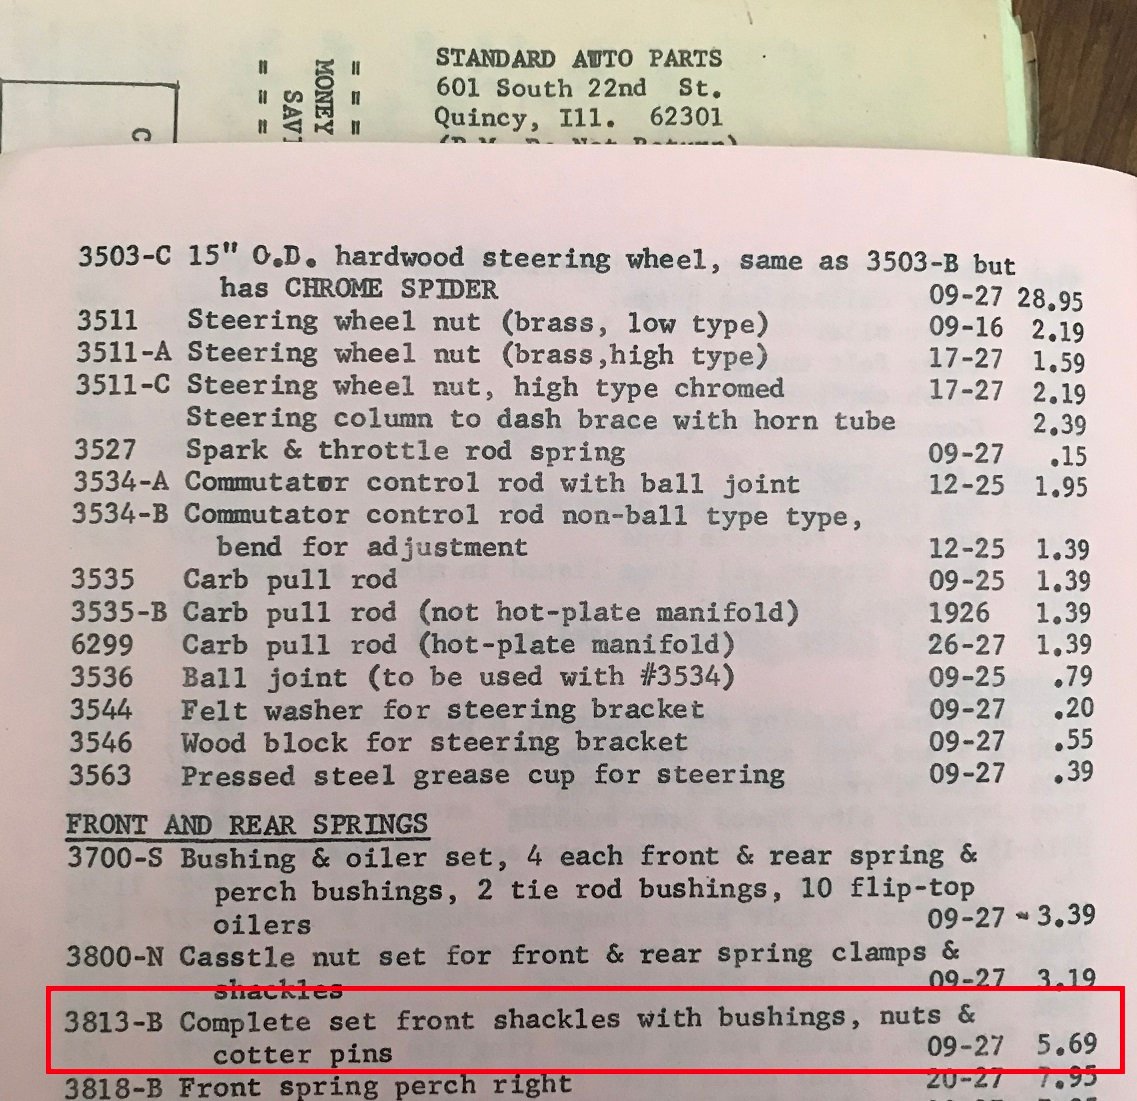 STANDARD AUTO PARTS
601 South 22nd St.
Quincy, Ill. 62301
MONEY
3503-C 15" O.D. hardwood steering wheel, same as 3503-B but
has CHROME SPIDER 09-27 28.95
3511 Steering wheel nut (brass, low type) 09-16 2.19
3511-A Steering wheel nut (brass,high type) 17-27 1.59
3511-C Steering wheel nut, high type chromed 17-27 2.19
Steering column to dash brace with horn tube 2.39
3527 Spark & throttle rod spring 09-27 .15
3534-A Commutator control rod with ball joint 12-25 1.95
3534-B Commutator control rod non-ball type type,
bend for adjustment 12-25 1.39
3535 Carb pull rod 09-25 1.39
3535-B Carb pull rod (not hot-plate manifold) 1926 1.39
6299 Carb pull rod (hot-plate manifold) 26-27 1.39
3536 Ball joint (to be used with #3534) 09-25 .79
3544 Felt washer for steering bracket 09-27 .20
3546 Wood block for steering bracket 09-27 .55
3563 Pressed steel grease cup for steering 09-27 .39
FRONT AND REAR SPRINGS
3700-S Bushing & oiler set, 4 each front & rear spring &
perch bushings, 2 tie rod bushings, 10 flip-top
oilers 09-27 - 3.39
3800-N Casstle nut set for front & rear spring clamps &
shackles 09-27 3.19
3813-B Complete set front shackles with bushings, nuts &
cotter pins 09-27 5.69
3818-B Front spring perch right 20-27 7.95